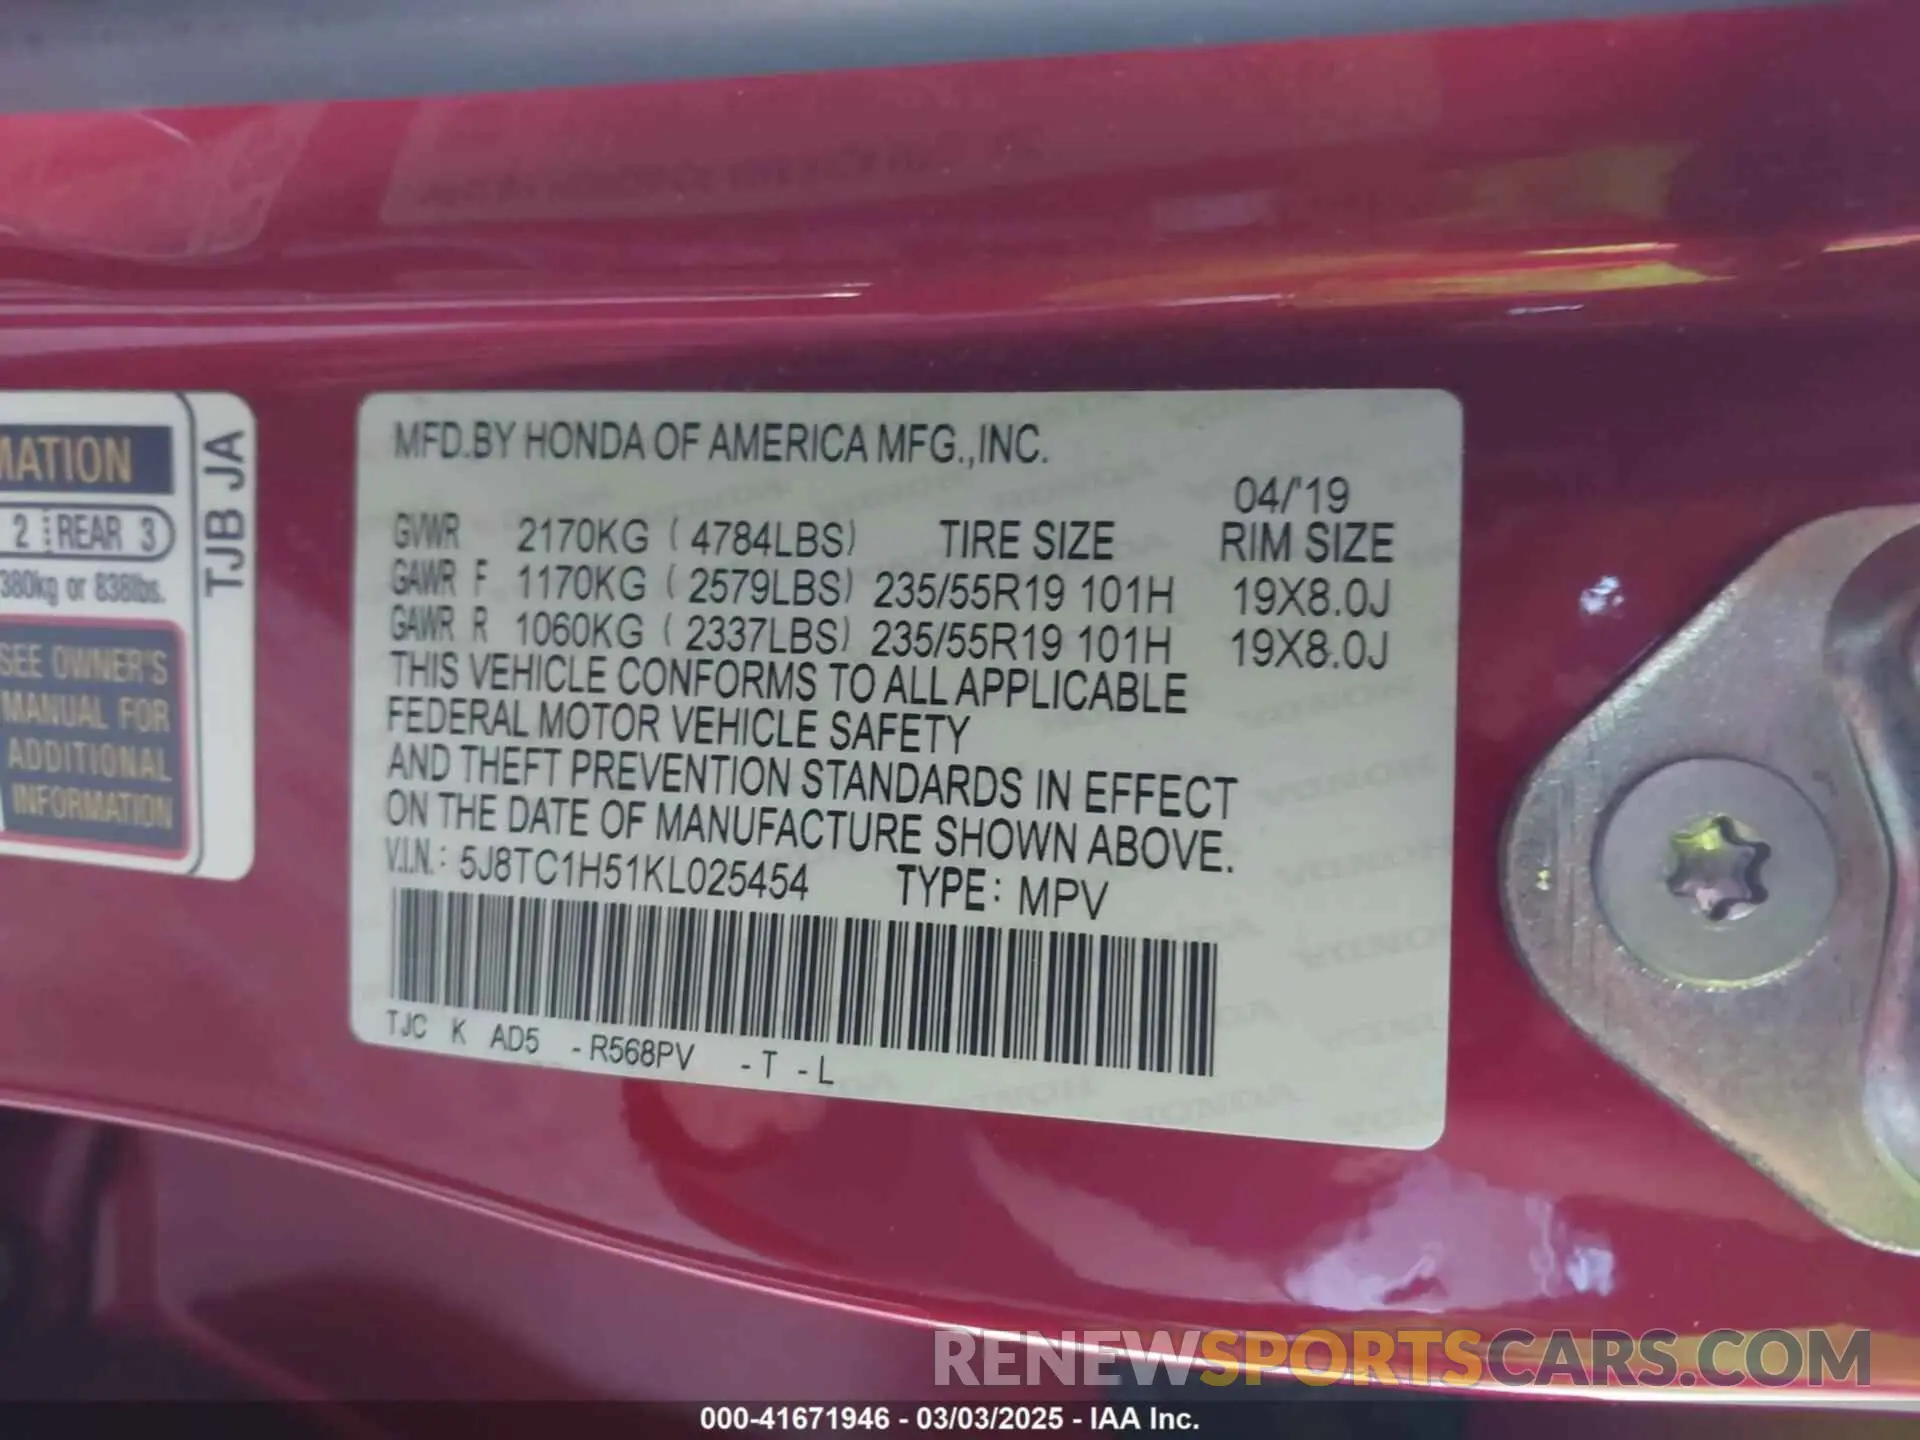 MATION
2 REAR 3
380kg or 838lbs.
SEE OWNER'S
MANUAL FOR
ADDITIONAL
INFORMATION
TJB JA
MFD.BY HONDA OF AMERICA MFG.,INC.
04/'19
GVWR 2170KG ( 4784LBS) TIRE SIZE RIM SIZE
GAWR F 1170KG ( 2579LBS) 235/55R19 101H 19X8.0J
GAWR R 1060KG ( 2337LBS) 235/55R19 101H 19X8.0J
THIS VEHICLE CONFORMS TO ALL APPLICABLE
FEDERAL MOTOR VEHICLE SAFETY
AND THEFT PREVENTION STANDARDS IN EFFECT
ON THE DATE OF MANUFACTURE SHOWN ABOVE.
V.I.N.: 5J8TC1H51KL025454 TYPE: MPV
TJC K AD5 -R568PV -T -L
RENEWSPORTSCARS.COM
000-41671946 - 03/03/2025 - IAA Inc.